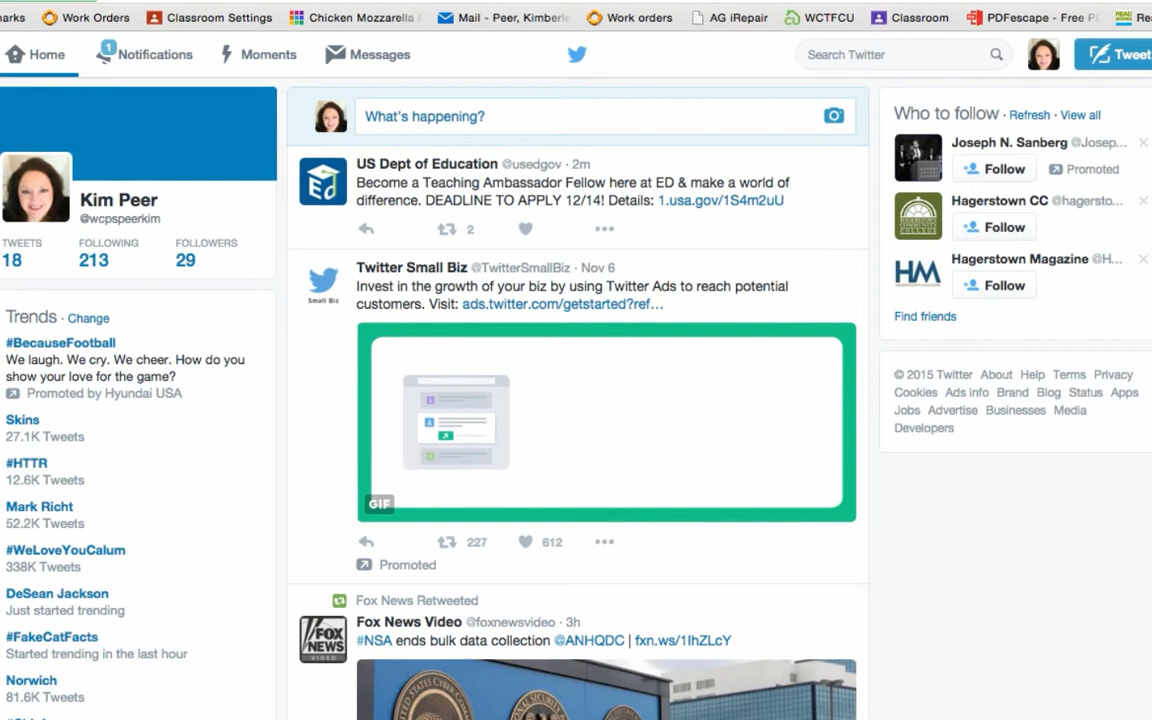 Work Orders
Classroom Settings
Chicken Mozzarella
Mail - Peer, Kimberle
Work orders
AG iRepair
WCTFCU
Classroom
PDFescape - Free
Home
1
Notifications
Moments
Messages
Search Twitter
Tweet
Kim Peer
@wcpspeerkim
TWEETS FOLLOWING FOLLOWERS
18 213 29
Trends · Change
#BecauseFootball
We laugh. We cry. We cheer. How do you
show your love for the game?
Promoted by Hyundai USA
Skins
27.1K Tweets
#HTTR
12.6K Tweets
Mark Richt
52.2K Tweets
#WeLoveYouCalum
338K Tweets
DeSean Jackson
Just started trending
#FakeCatFacts
Started trending in the last hour
Norwich
81.6K Tweets
What's happening?
Ed
US Dept of Education @usedgov · 2m
Become a Teaching Ambassador Fellow here at ED & make a world of
difference. DEADLINE TO APPLY 12/14! Details: 1.usa.gov/1S4m2uU
2
Small Biz
Twitter Small Biz @TwitterSmallBiz · Nov 6
Invest in the growth of your biz by using Twitter Ads to reach potential
customers. Visit: ads.twitter.com/getstarted?ref...
GIF
227 612
Promoted
Fox News Retweeted
FOX
NEWS
VIDEO
Fox News Video @foxnewsvideo · 3h
#NSA ends bulk data collection @ANHQDC | fxn.ws/1IhZLcY
Who to follow · Refresh · View all
Joseph N. Sanberg @Josep...
Follow Promoted
Hagerstown CC @hagersto...
Follow
HM
Hagerstown Magazine @H...
Follow
Find friends
© 2015 Twitter About Help Terms Privacy
Cookies Ads info Brand Blog Status Apps
Jobs Advertise Businesses Media
Developers